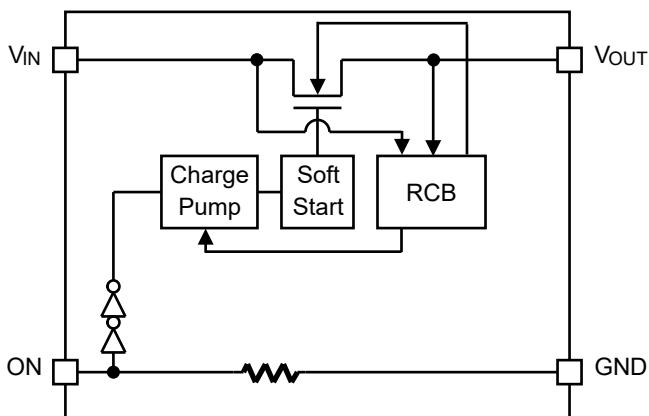 VIN
VOUT
Charge
Pump
Soft
Start
RCB
ON
GND